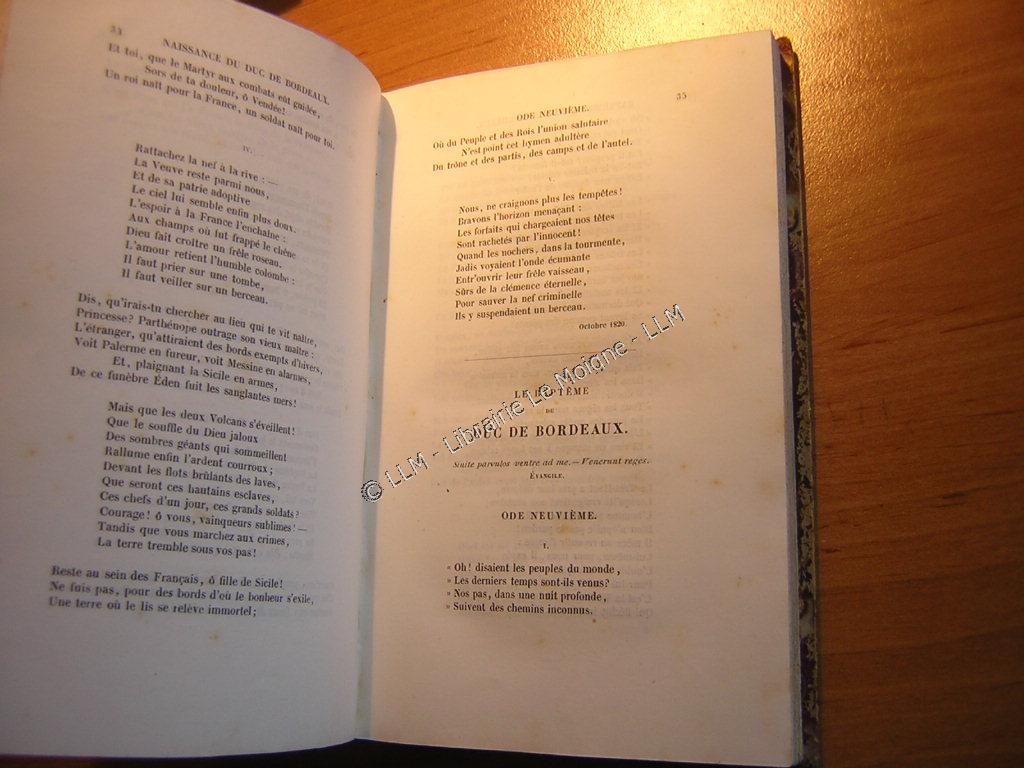 34
NAISSANCE DU DUC DE BORDEAUX.
Et toi, que le Martyr aux combats eût guidée,
Sors de ta douleur, ô Vendée!
Un roi naît pour la France, un soldat naît pour toi.
IV.
Rattachez la nef à la rive : —
La Veuve reste parmi nous,
Et de sa patrie adoptive
Le ciel lui semble enfin plus doux.
L'espoir à la France l'enchaîne :
Aux champs où fut frappé le chêne
Dieu fait croître un frêle roseau.
L'amour retient l'humble colombe :
Il faut prier sur une tombe,
Il faut veiller sur un berceau.
Dis, qu'irais-tu chercher au lieu qui te vit naître,
Princesse? Parthénope outrage son vieux maître :
L'étranger, qu'attiraient des bords exempts d'hivers,
Voit Palerme en fureur, voit Messine en alarmes,
Et, plaignant la Sicile en armes,
De ce funèbre Éden fuit les sanglantes mers!
Mais que les deux Volcans s'éveillent!
Que le souffle du Dieu jaloux
Des sombres géants qui sommeillent
Rallume enfin l'ardent courroux;
Devant les flots brûlants des laves,
Que seront ces hautains esclaves,
Ces chefs d'un jour, ces grands soldats?
Courage! ô vous, vainqueurs sublimes! —
Tandis que vous marchez aux crimes,
La terre tremble sous vos pas!
Reste au sein des Français, ô fille de Sicile!
Ne fuis pas, pour des bords d'où le bonheur s'exile,
Une terre où le lis se relève immortel;
ODE NEUVIÈME.
35
Où du Peuple et des Rois l'union salutaire
N'est point cet hymen adultère
Du trône et des partis, des camps et de l'autel.
V.
Nous, ne craignons plus les tempêtes!
Bravons l'horizon menaçant :
Les forfaits qui chargeaient nos têtes
Sont rachetés par l'innocent!
Quand les nochers, dans la tourmente,
Jadis voyaient l'onde écumante
Entr'ouvrir leur frêle vaisseau,
Sûrs de la clémence éternelle,
Pour sauver la nef criminelle
Ils y suspendaient un berceau.
Octobre 1820.
LE BAPTÊME
DU
DUC DE BORDEAUX.
Sinite parvulos venire ad me. — Venerunt reges.
ÉVANGILE.
ODE NEUVIÈME.
I.
« Oh! disaient les peuples du monde,
» Les derniers temps sont-ils venus?
» Nos pas, dans une nuit profonde,
» Suivent des chemins inconnus.
© LLM - Librairie Le Moigne - LLM